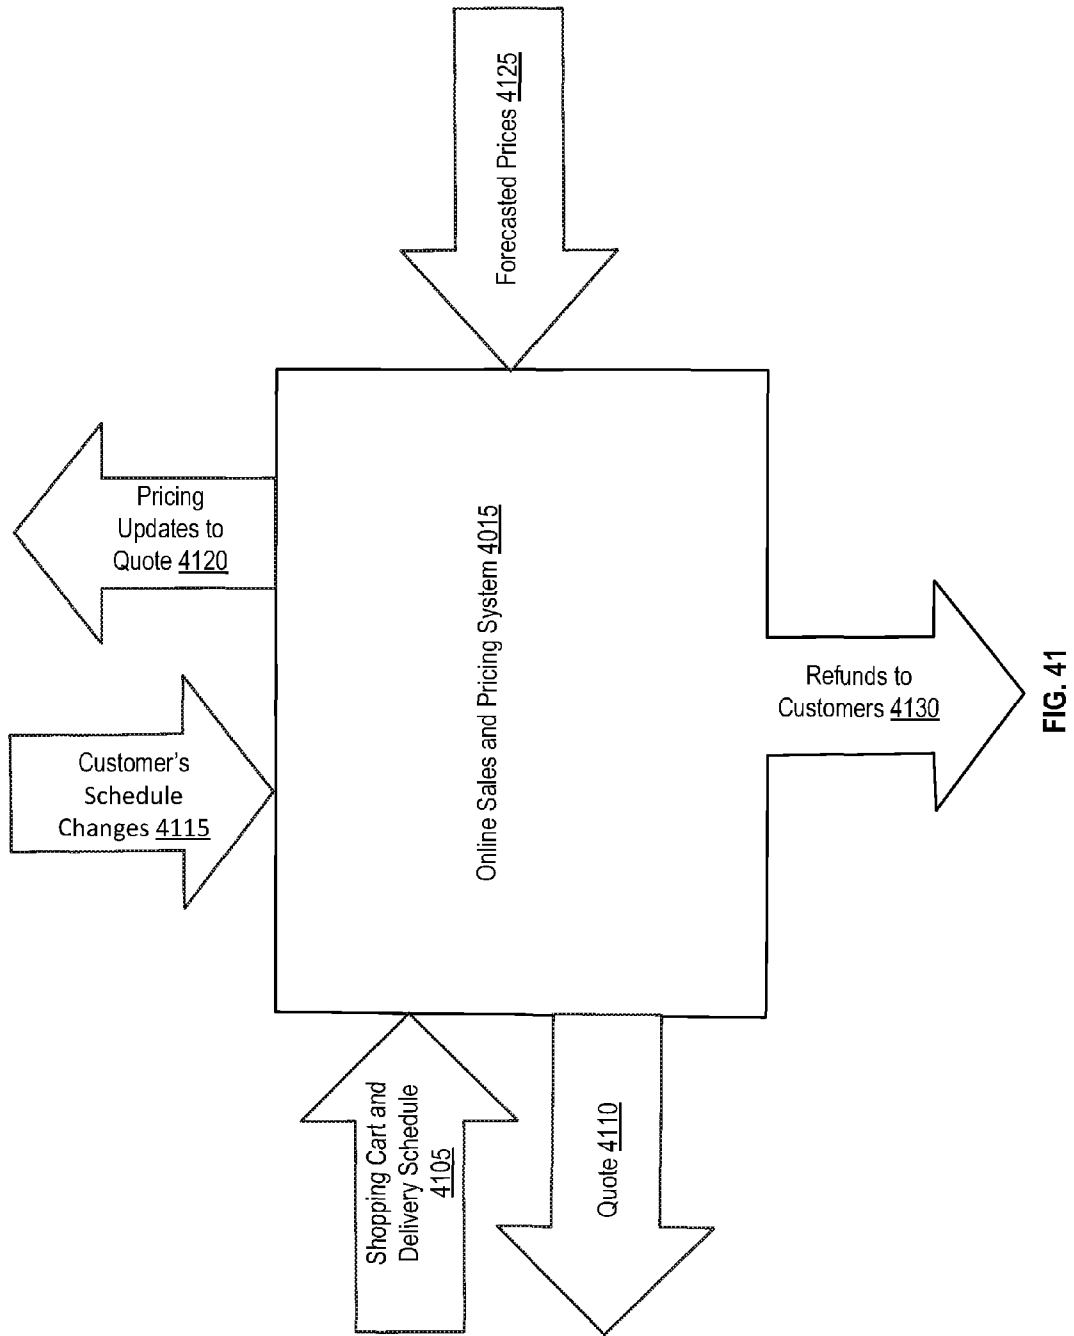 Forecasted Prices 4125
Pricing
Updates to
Quote 4120
Online Sales and Pricing System 4015
Customer's
Schedule
Changes 4115
Refunds to
Customers 4130
Shopping Cart and
Delivery Schedule
4105
Quote 4110
FIG. 41